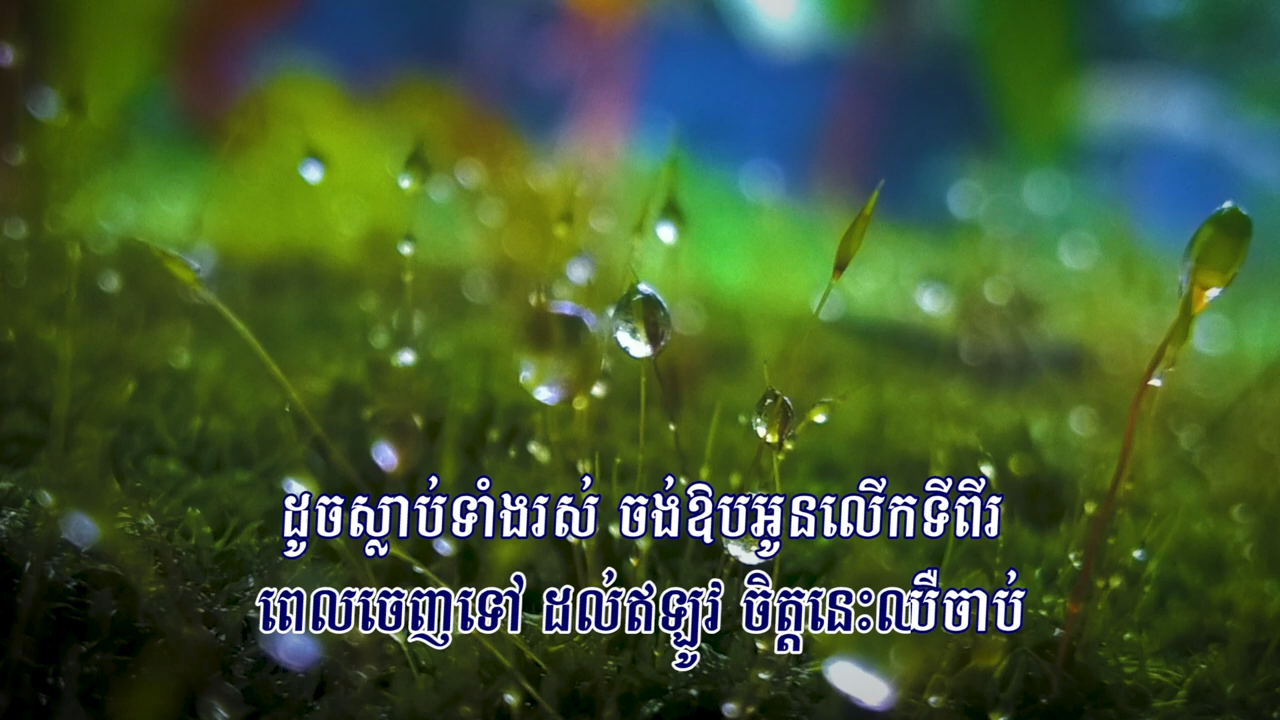 ដូចស្លាប់ទាំងរស់ ចង់ឱបអូនលើកទីពីរ
ពេលចេញទៅ ដល់ឥឡូវ ចិត្តនេះឈឺចាប់